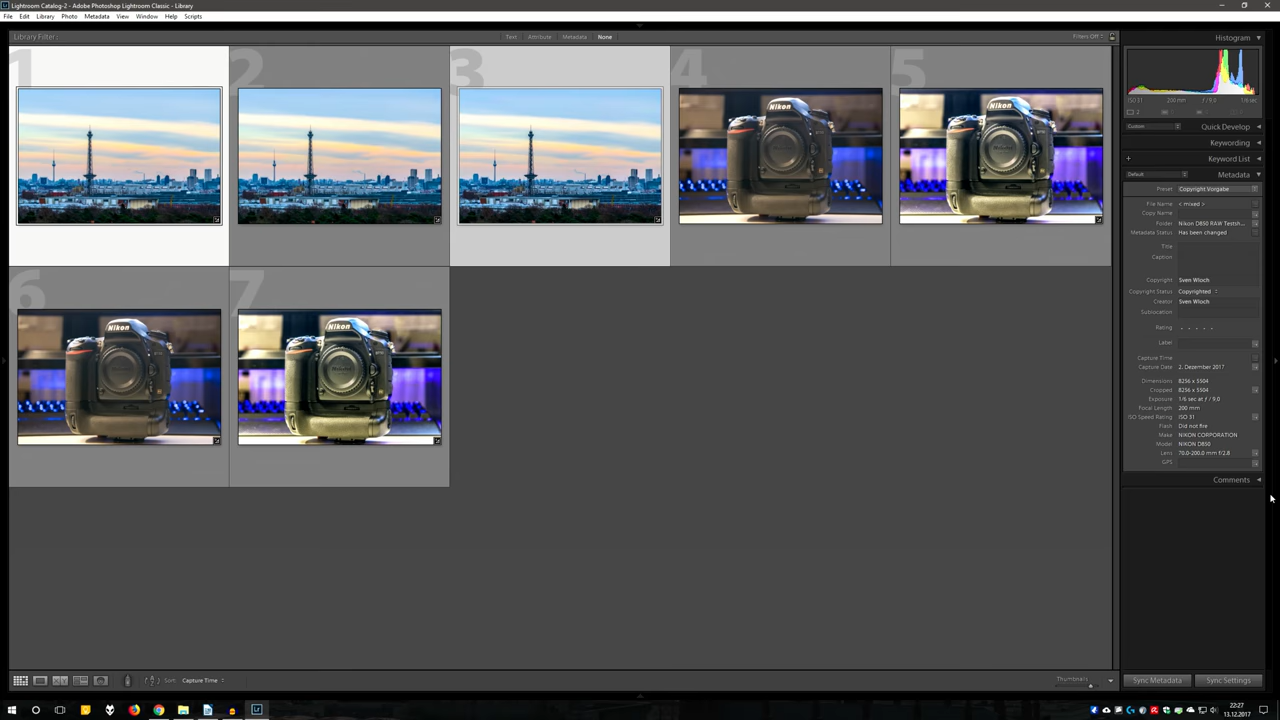 Lightroom Catalog-2 - Adobe Photoshop Lightroom Classic - Library
File Edit Library Photo Metadata View Window Help Scripts
Library Filter: Text Attribute Metadata None Filters Off
1 2 3 4 5
Nikon Nikon
6 7
Nikon Nikon
Histogram
ISO 31 200 mm f / 9,0 1/6 sec
2
Custom Quick Develop
Keywording
+ Keyword List
Default Metadata
Preset Copyright Vorgabe
File Name < mixed >
Copy Name
Folder Nikon D850 RAW Testsh...
Metadata Status Has been changed
Title
Caption
Copyright Sven Wloch
Copyright Status Copyrighted
Creator Sven Wloch
Sublocation
Rating
Label
Capture Time
Capture Date 2. Dezember 2017
Dimensions 8256 x 5504
Cropped 8256 x 5504
Exposure 1/6 sec at ƒ / 9,0
Focal Length 200 mm
ISO Speed Rating ISO 31
Flash Did not fire
Make NIKON CORPORATION
Model NIKON D850
Lens 70.0-200.0 mm f/2.8
GPS
Comments
Sort: Capture Time Thumbnails
Sync Metadata Sync Settings
22:27
13.12.2017